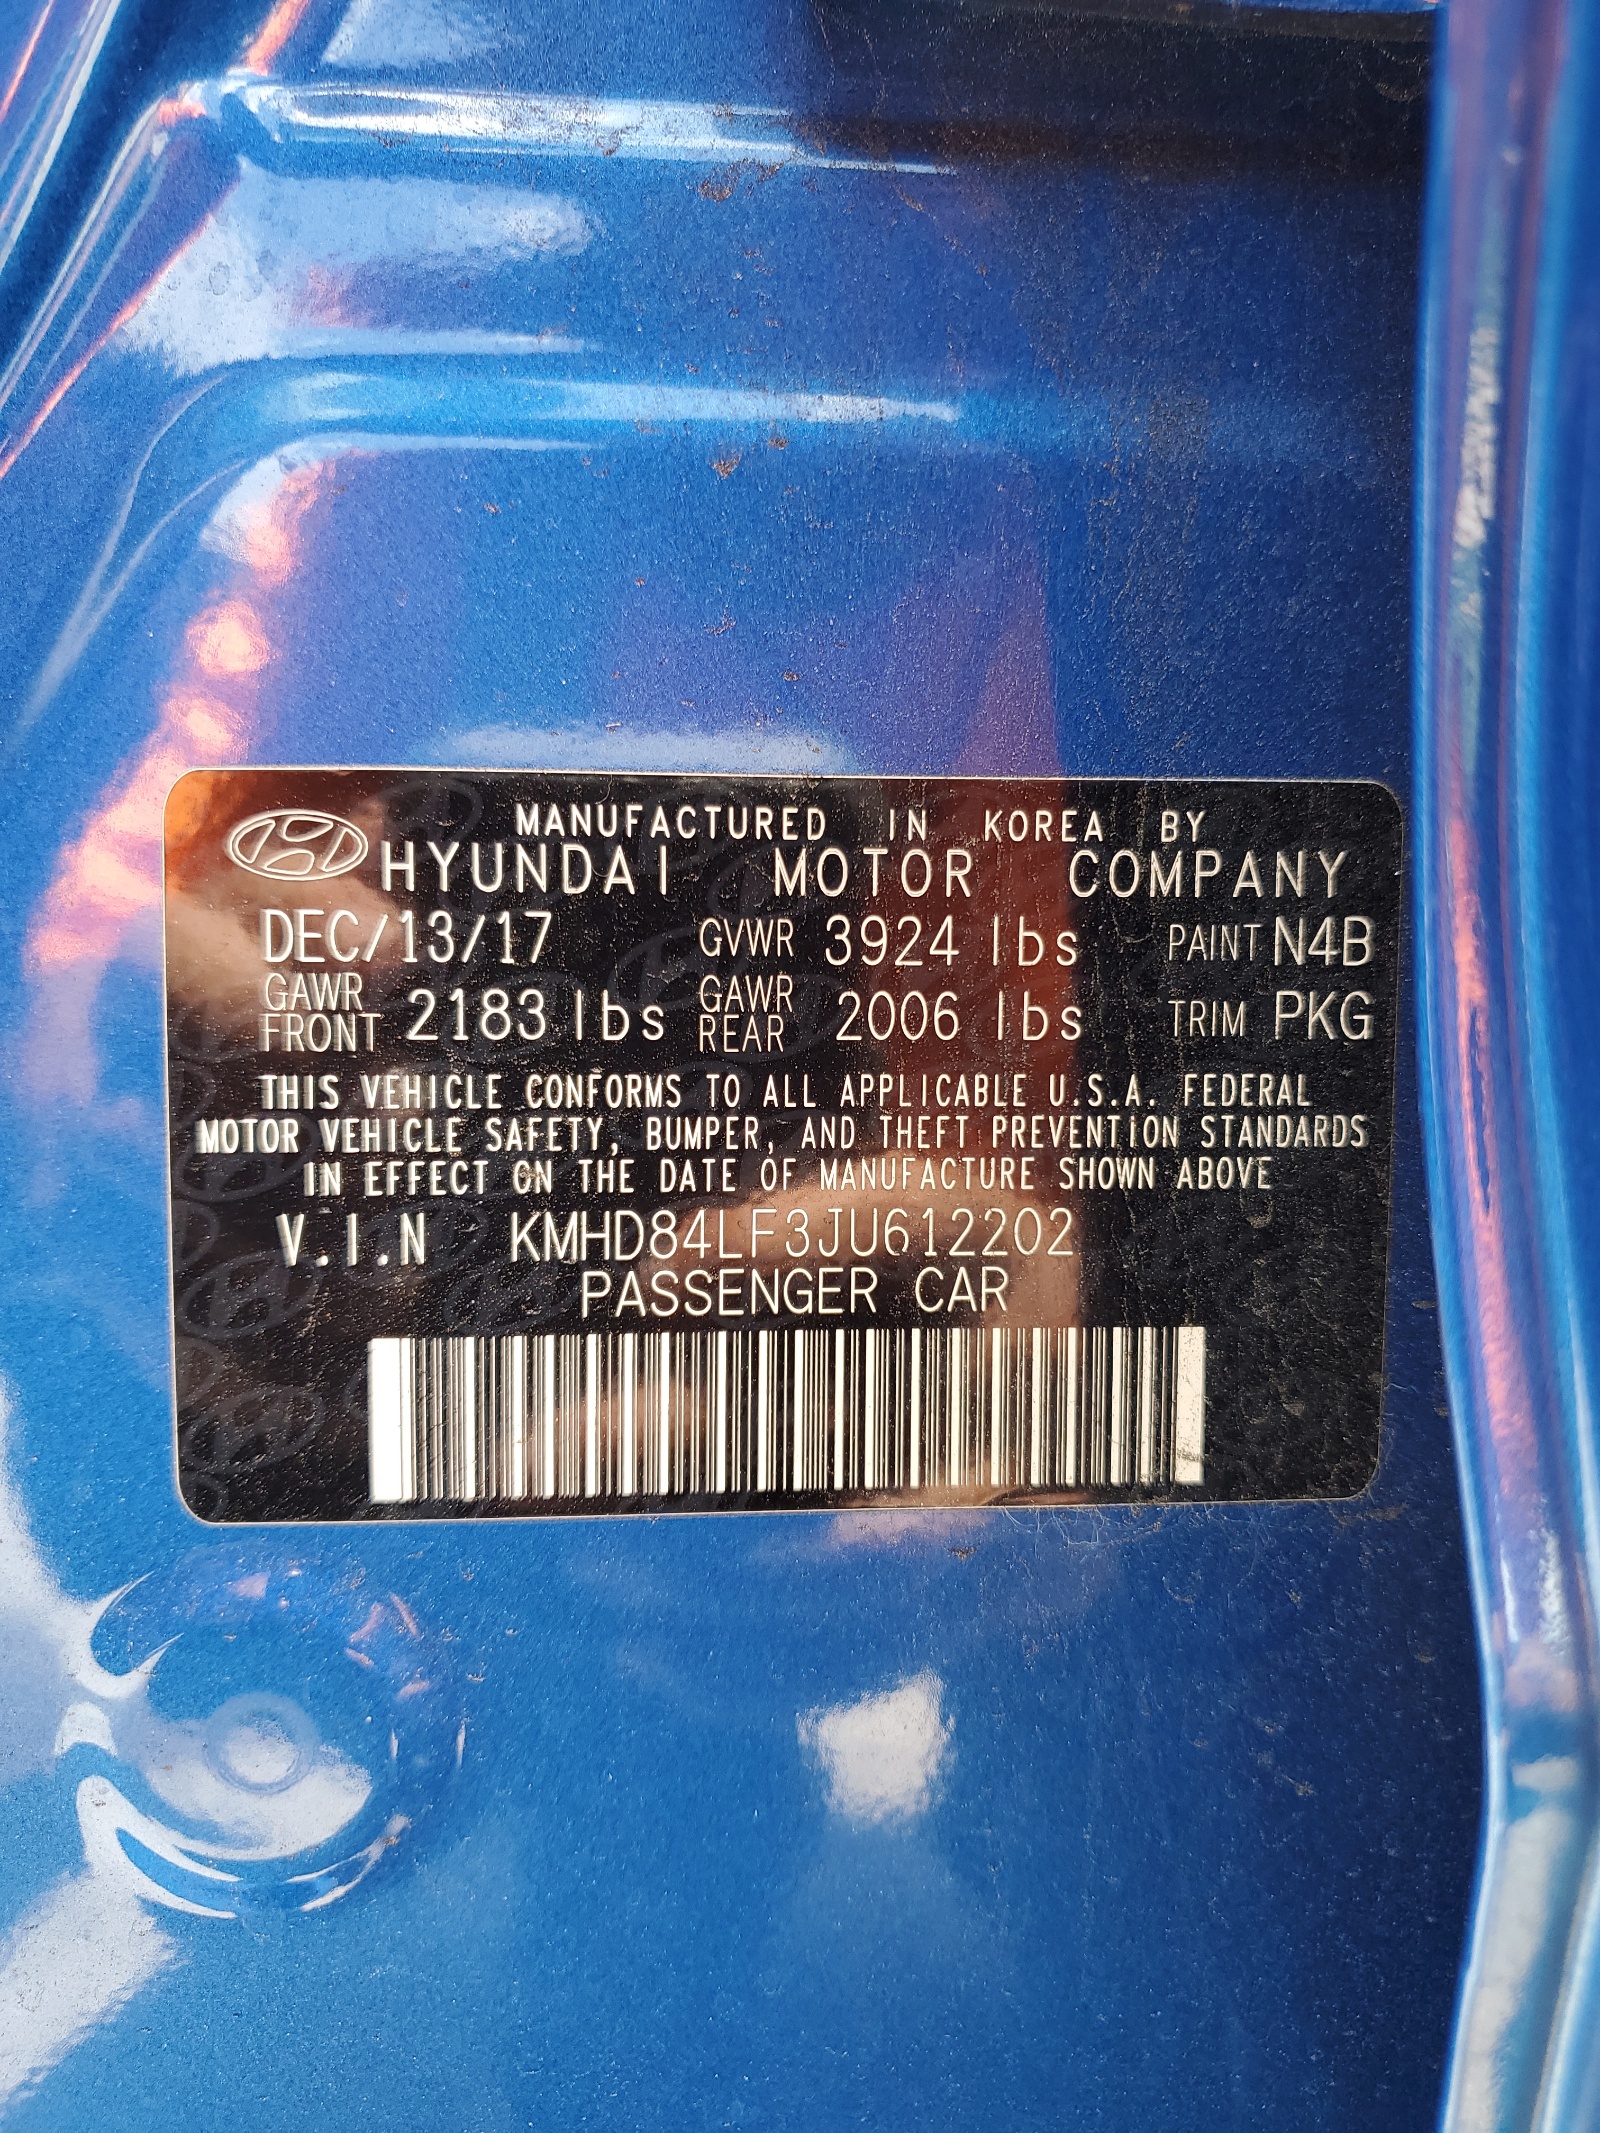 MANUFACTURED IN KOREA BY
HYUNDAI MOTOR COMPANY
DEC/13/17 GVWR 3924 lbs PAINT N4B
GAWR FRONT 2183 lbs GAWR REAR 2006 lbs TRIM PKG
THIS VEHICLE CONFORMS TO ALL APPLICABLE U.S.A. FEDERAL
MOTOR VEHICLE SAFETY, BUMPER, AND THEFT PREVENTION STANDARDS
IN EFFECT ON THE DATE OF MANUFACTURE SHOWN ABOVE
V.I.N KMHD84LF3JU612202
PASSENGER CAR